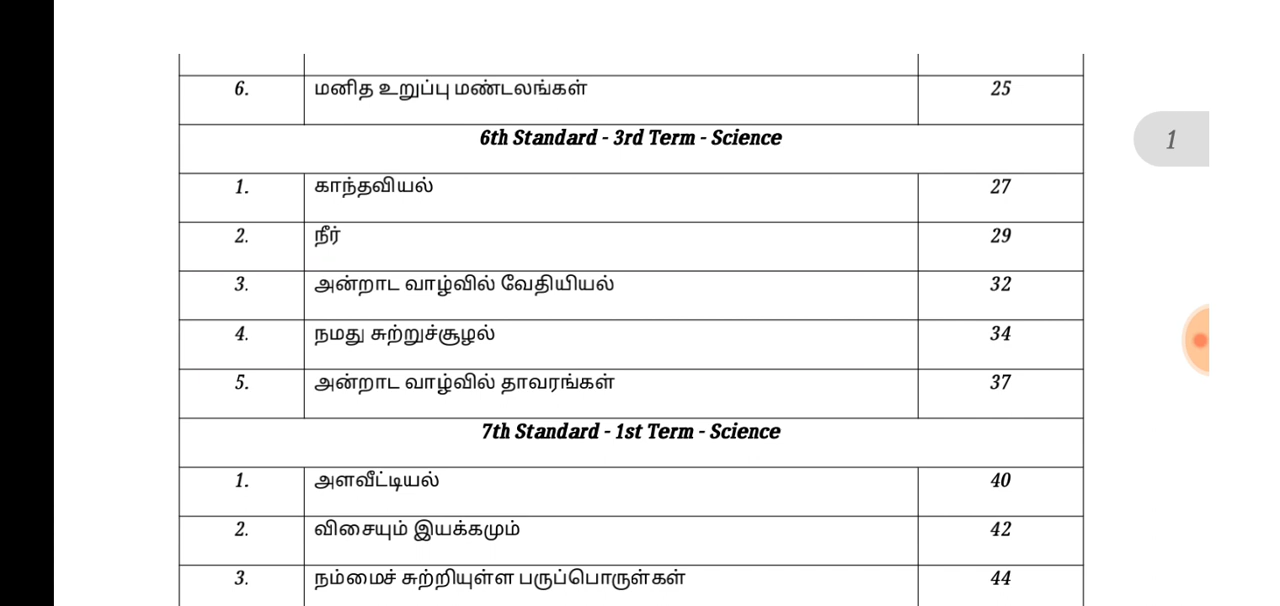 6. மனித உறுப்பு மண்டலங்கள் 25
6th Standard - 3rd Term - Science
1
1. காந்தவியல் 27
2. நீர் 29
3. அன்றாட வாழ்வில் வேதியியல் 32
4. நமது சுற்றுச்சூழல் 34
5. அன்றாட வாழ்வில் தாவரங்கள் 37
7th Standard - 1st Term - Science
1. அளவீட்டியல் 40
2. விசையும் இயக்கமும் 42
3. நம்மைச் சுற்றியுள்ள பருப்பொருள்கள் 44